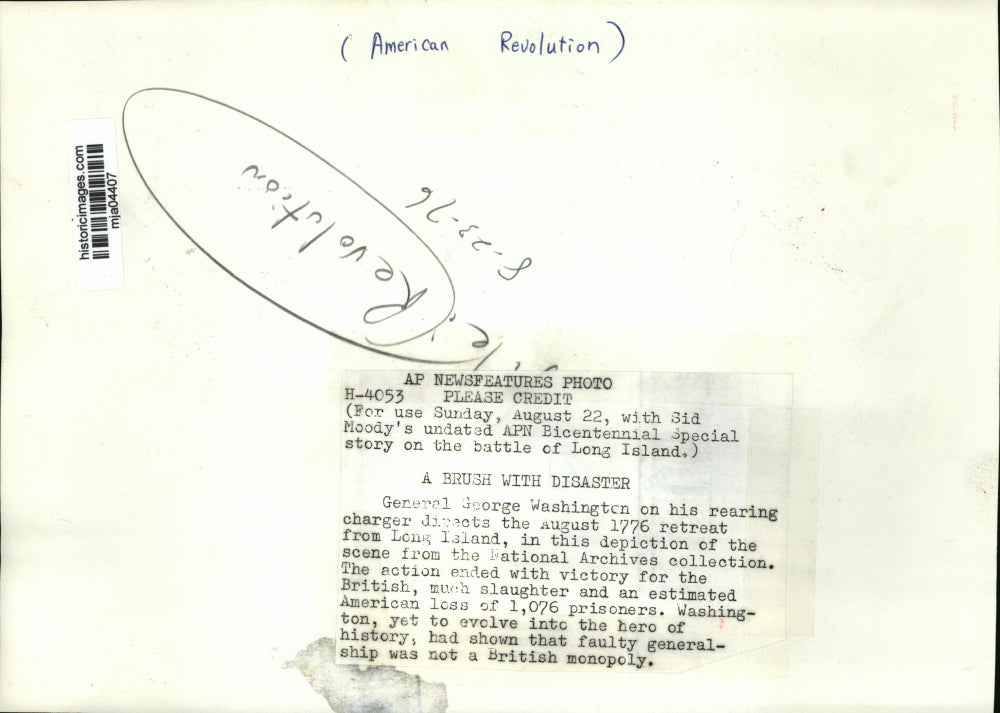 ( American Revolution )
historicimages.com
mja04407
Revolution
8-23-76
AP NEWSFEATURES PHOTO
H-4053 PLEASE CREDIT
(For use Sunday, August 22, with Sid
Moody's undated APN Bicentennial Special
story on the battle of Long Island.)
A BRUSH WITH DISASTER
General George Washington on his rearing
charger directs the August 1776 retreat
from Long Island, in this depiction of the
scene from the National Archives collection.
The action ended with victory for the
British, much slaughter and an estimated
American loss of 1,076 prisoners. Washing-
ton, yet to evolve into the hero of
history, had shown that faulty general-
ship was not a British monopoly.